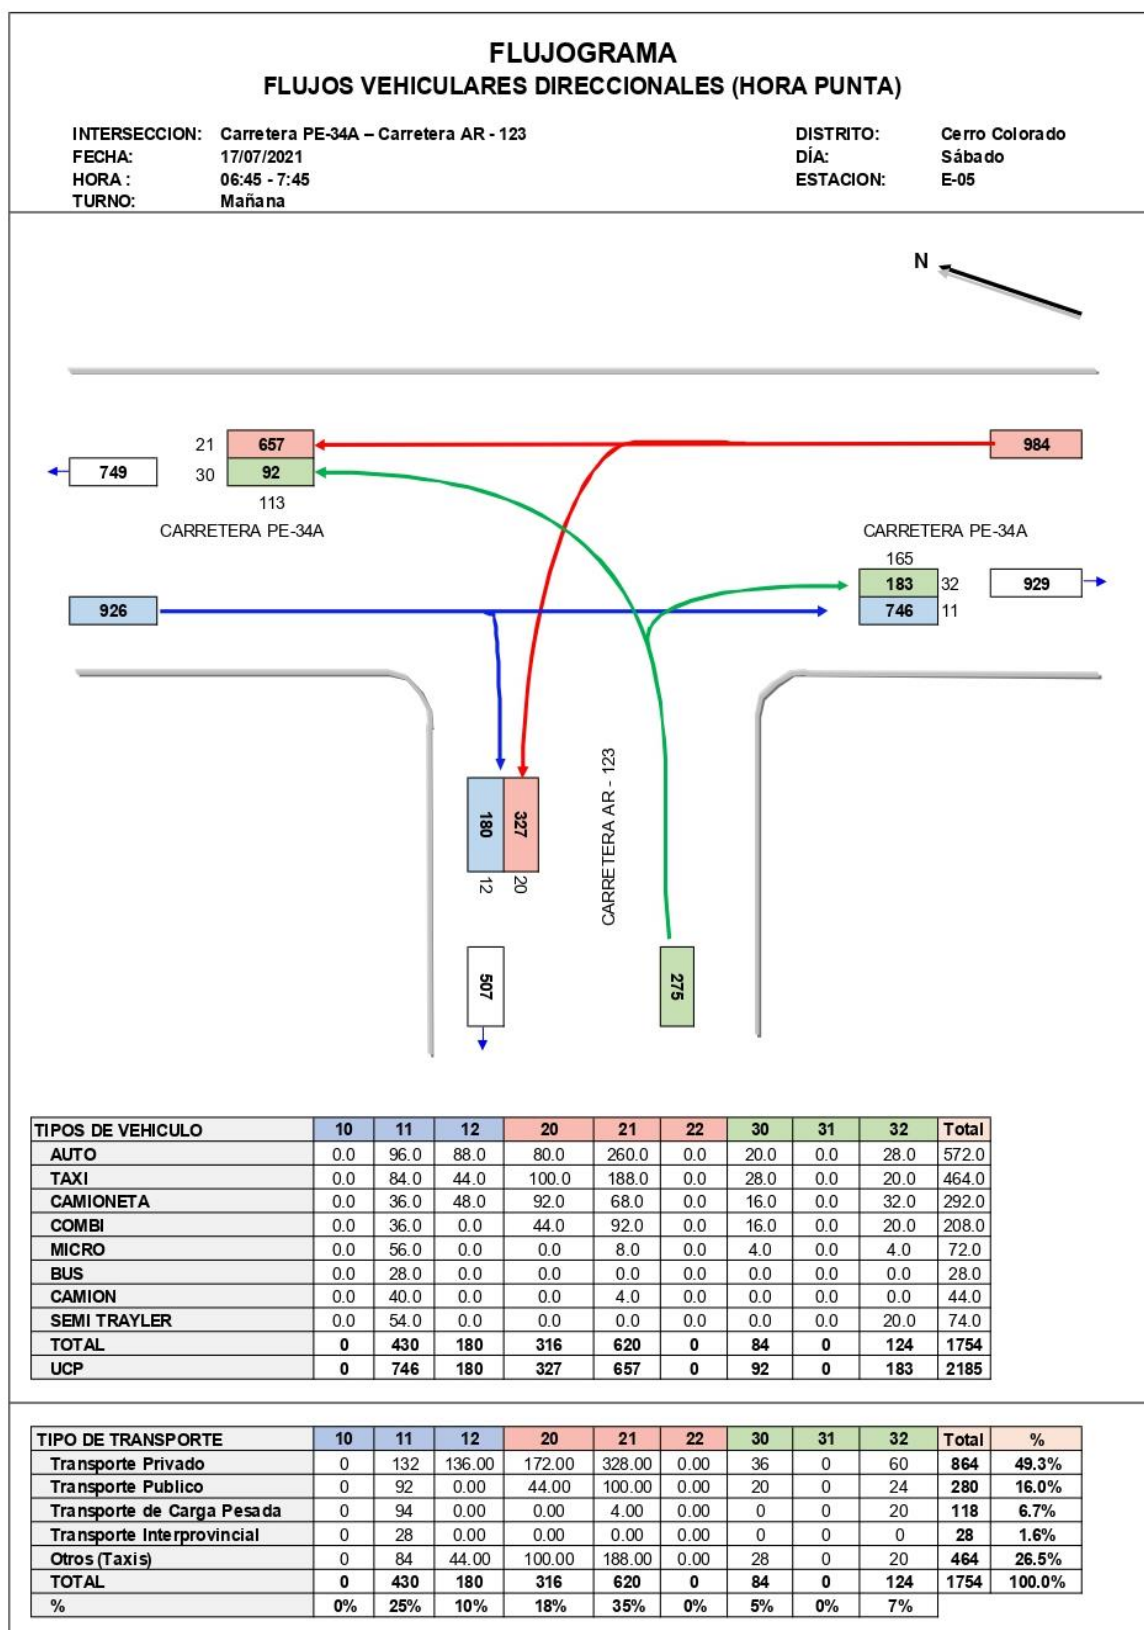 FLUJOGRAMA
FLUJOS VEHICULARES DIRECCIONALES (HORA PUNTA)
INTERSECCION: Carretera PE-34A – Carretera AR - 123 DISTRITO: Cerro Colorado
FECHA: 17/07/2021 DÍA: Sábado
HORA : 06:45 - 7:45 ESTACION: E-05
TURNO: Mañana
N
21 657 984
749 30 92
113
CARRETERA PE-34A CARRETERA PE-34A
165
183 32 929
926 746 11
CARRETERA AR - 123
180 327
12 20
507 275
TIPOS DE VEHICULO 10 11 12 20 21 22 30 31 32 Total
AUTO 0.0 96.0 88.0 80.0 260.0 0.0 20.0 0.0 28.0 572.0
TAXI 0.0 84.0 44.0 100.0 188.0 0.0 28.0 0.0 20.0 464.0
CAMIONETA 0.0 36.0 48.0 92.0 68.0 0.0 16.0 0.0 32.0 292.0
COMBI 0.0 36.0 0.0 44.0 92.0 0.0 16.0 0.0 20.0 208.0
MICRO 0.0 56.0 0.0 0.0 8.0 0.0 4.0 0.0 4.0 72.0
BUS 0.0 28.0 0.0 0.0 0.0 0.0 0.0 0.0 0.0 28.0
CAMION 0.0 40.0 0.0 0.0 4.0 0.0 0.0 0.0 0.0 44.0
SEMI TRAYLER 0.0 54.0 0.0 0.0 0.0 0.0 0.0 0.0 20.0 74.0
TOTAL 0 430 180 316 620 0 84 0 124 1754
UCP 0 746 180 327 657 0 92 0 183 2185
TIPO DE TRANSPORTE 10 11 12 20 21 22 30 31 32 Total %
Transporte Privado 0 132 136.00 172.00 328.00 0.00 36 0 60 864 49.3%
Transporte Publico 0 92 0.00 44.00 100.00 0.00 20 0 24 280 16.0%
Transporte de Carga Pesada 0 94 0.00 0.00 4.00 0.00 0 0 20 118 6.7%
Transporte Interprovincial 0 28 0.00 0.00 0.00 0.00 0 0 0 28 1.6%
Otros (Taxis) 0 84 44.00 100.00 188.00 0.00 28 0 20 464 26.5%
TOTAL 0 430 180 316 620 0 84 0 124 1754 100.0%
% 0% 25% 10% 18% 35% 0% 5% 0% 7%